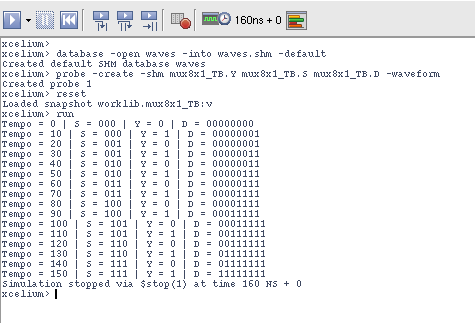 160ns + 0
xcelium>
xcelium> database -open waves -into waves.shm -default
Created default SHM database waves
xcelium> probe -create -shm mux8x1_TB.Y mux8x1_TB.S mux8x1_TB.D -waveform
Created probe 1
xcelium> reset
Loaded snapshot worklib.mux8x1_TB:v
xcelium> run
Tempo = 0 | S = 000 | Y = 0 | D = 00000000
Tempo = 10 | S = 000 | Y = 1 | D = 00000001
Tempo = 20 | S = 001 | Y = 0 | D = 00000001
Tempo = 30 | S = 001 | Y = 1 | D = 00000011
Tempo = 40 | S = 010 | Y = 0 | D = 00000011
Tempo = 50 | S = 010 | Y = 1 | D = 00000111
Tempo = 60 | S = 011 | Y = 0 | D = 00000111
Tempo = 70 | S = 011 | Y = 1 | D = 00001111
Tempo = 80 | S = 100 | Y = 0 | D = 00001111
Tempo = 90 | S = 100 | Y = 1 | D = 00011111
Tempo = 100 | S = 101 | Y = 0 | D = 00011111
Tempo = 110 | S = 101 | Y = 1 | D = 00111111
Tempo = 120 | S = 110 | Y = 0 | D = 00111111
Tempo = 130 | S = 110 | Y = 1 | D = 01111111
Tempo = 140 | S = 111 | Y = 0 | D = 01111111
Tempo = 150 | S = 111 | Y = 1 | D = 11111111
Simulation stopped via $stop(1) at time 160 NS + 0
xcelium>